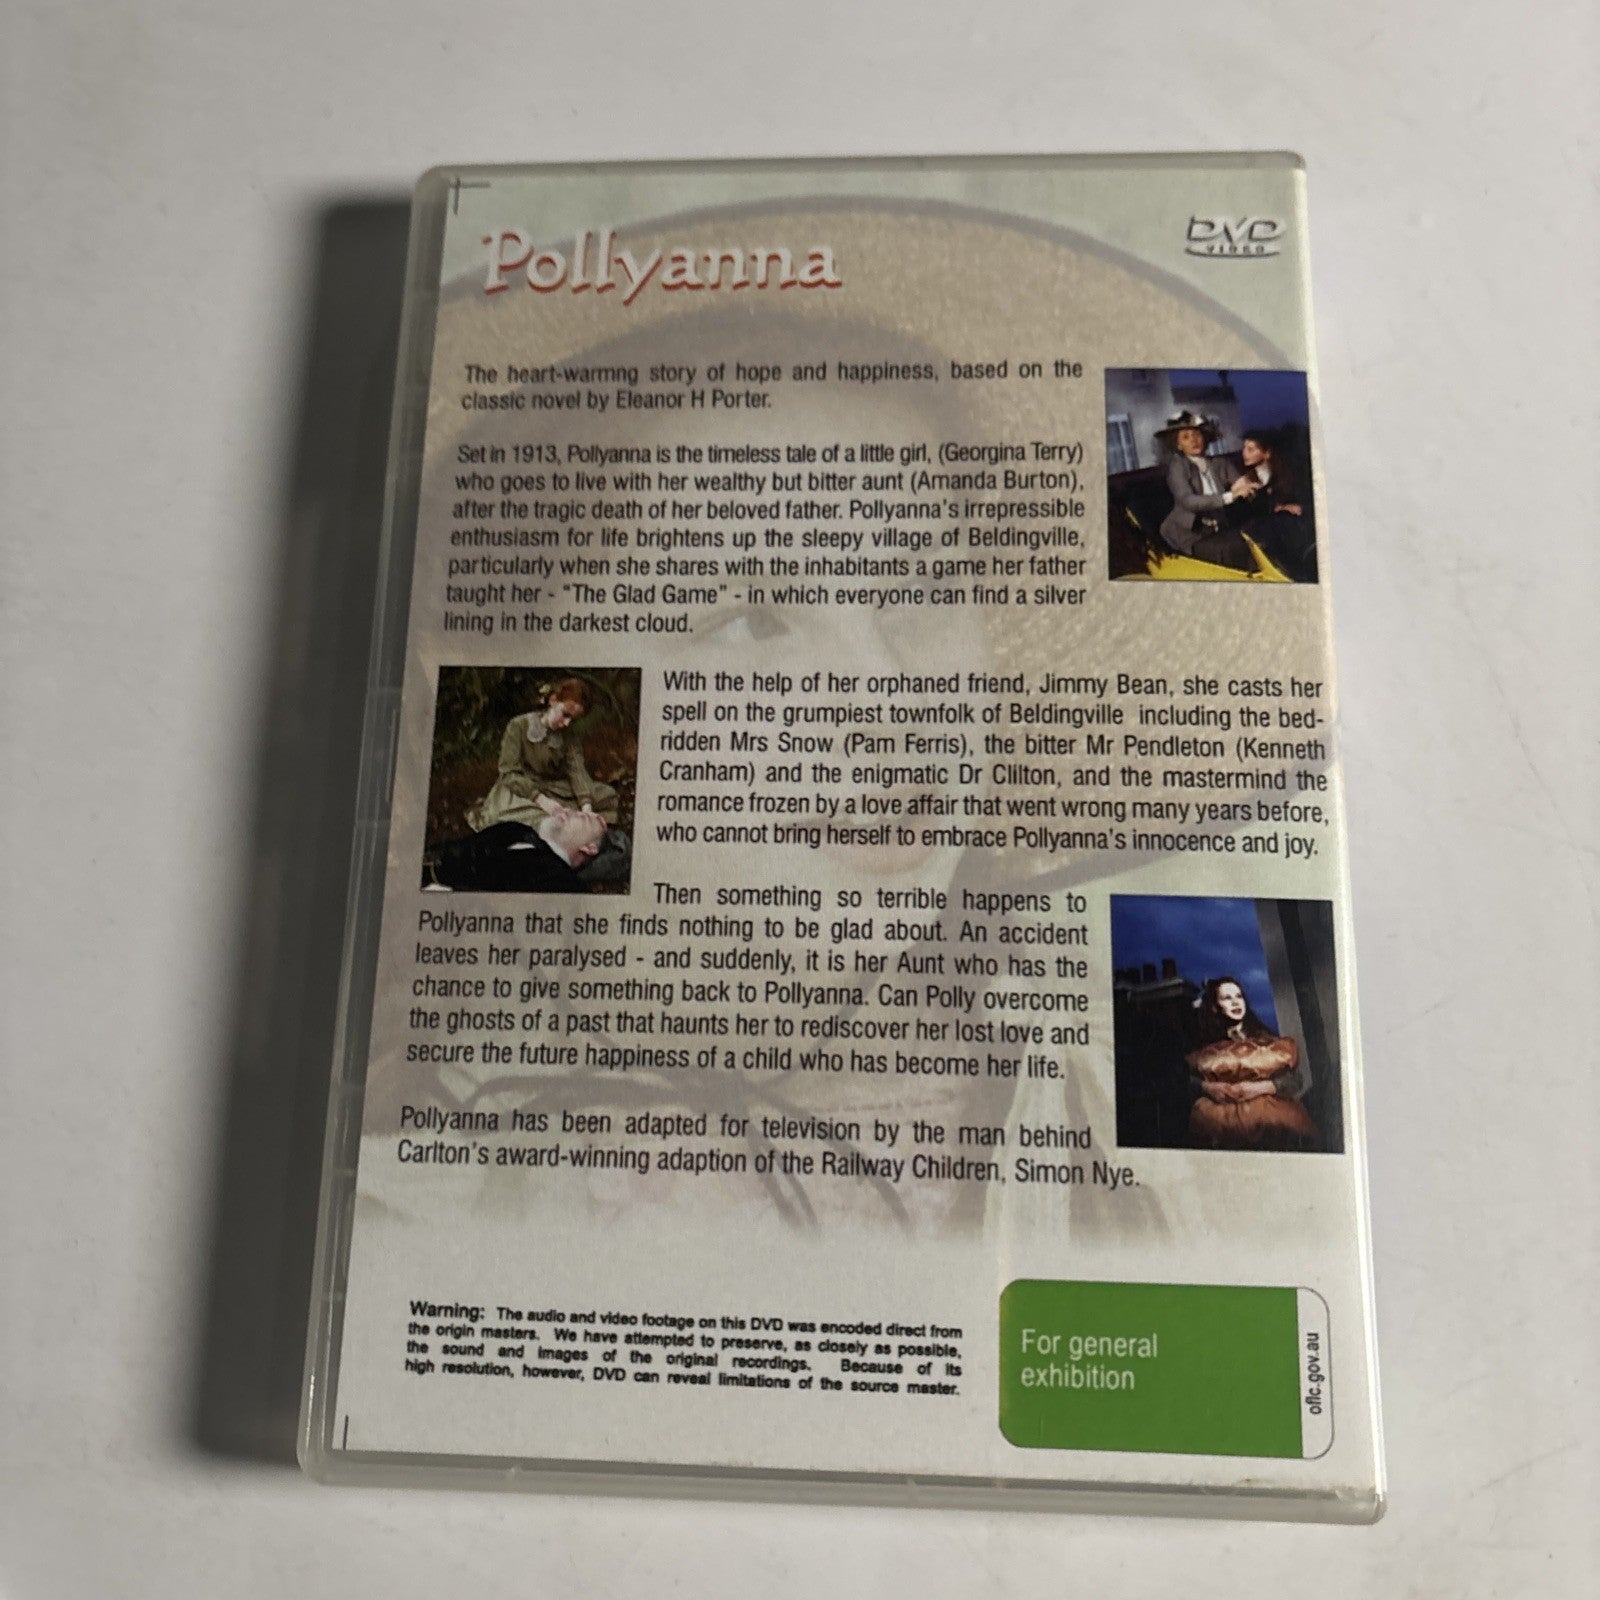 Pollyanna
DVD
VIDEO
The heart-warmng story of hope and happiness, based on the
classic novel by Eleanor H Porter.
Set in 1913, Pollyanna is the timeless tale of a little girl, (Georgina Terry)
who goes to live with her wealthy but bitter aunt (Amanda Burton),
after the tragic death of her beloved father. Pollyanna's irrepressible
enthusiasm for life brightens up the sleepy village of Beldingville,
particularly when she shares with the inhabitants a game her father
taught her - "The Glad Game" - in which everyone can find a silver
lining in the darkest cloud.
With the help of her orphaned friend, Jimmy Bean, she casts her
spell on the grumpiest townfolk of Beldingville including the bed-
ridden Mrs Snow (Pam Ferris), the bitter Mr Pendleton (Kenneth
Cranham) and the enigmatic Dr Clilton, and the mastermind the
romance frozen by a love affair that went wrong many years before,
who cannot bring herself to embrace Pollyanna's innocence and joy.
Then something so terrible happens to
Pollyanna that she finds nothing to be glad about. An accident
leaves her paralysed - and suddenly, it is her Aunt who has the
chance to give something back to Pollyanna. Can Polly overcome
the ghosts of a past that haunts her to rediscover her lost love and
secure the future happiness of a child who has become her life.
Pollyanna has been adapted for television by the man behind
Carlton's award-winning adaption of the Railway Children, Simon Nye.
Warning: The audio and video footage on this DVD was encoded direct from
the origin masters. We have attempted to preserve, as closely as possible,
the sound and images of the original recordings. Because of its
high resolution, however, DVD can reveal limitations of the source master.
For general
exhibition
oflc.gov.au